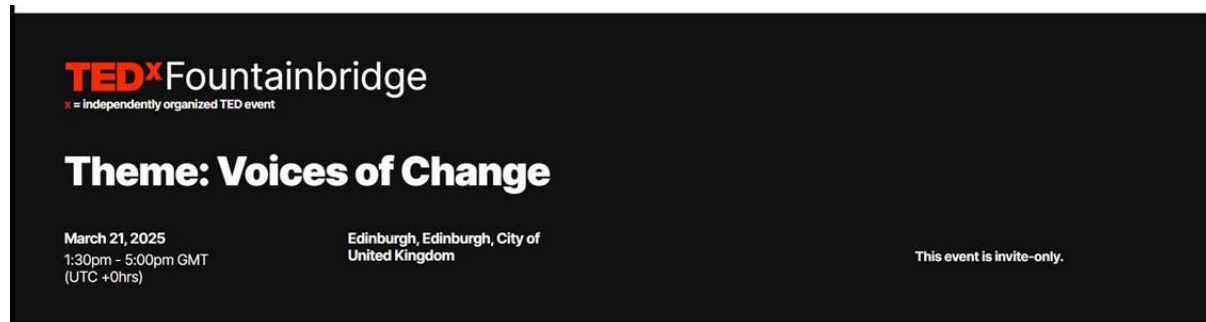 TEDxFountainbridge
x = independently organized TED event
Theme: Voices of Change
March 21, 2025
1:30pm - 5:00pm GMT
(UTC +0hrs)
Edinburgh, Edinburgh, City of
United Kingdom
This event is invite-only.